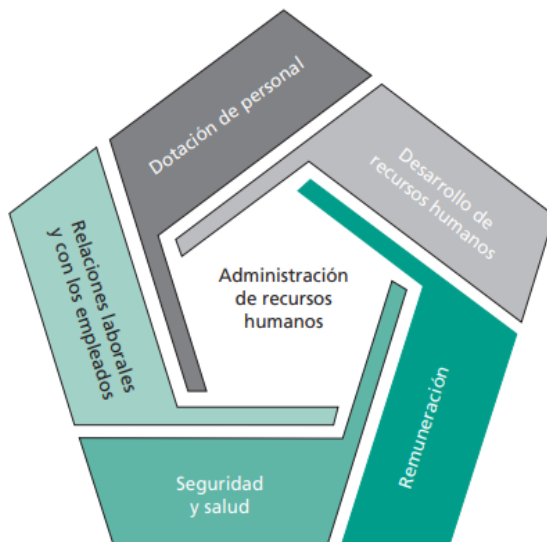 Dotación de personal
Desarrollo de
recursos humanos
Relaciones laborales
y con los empleados
Administración
de recursos
humanos
Remuneración
Seguridad
y salud